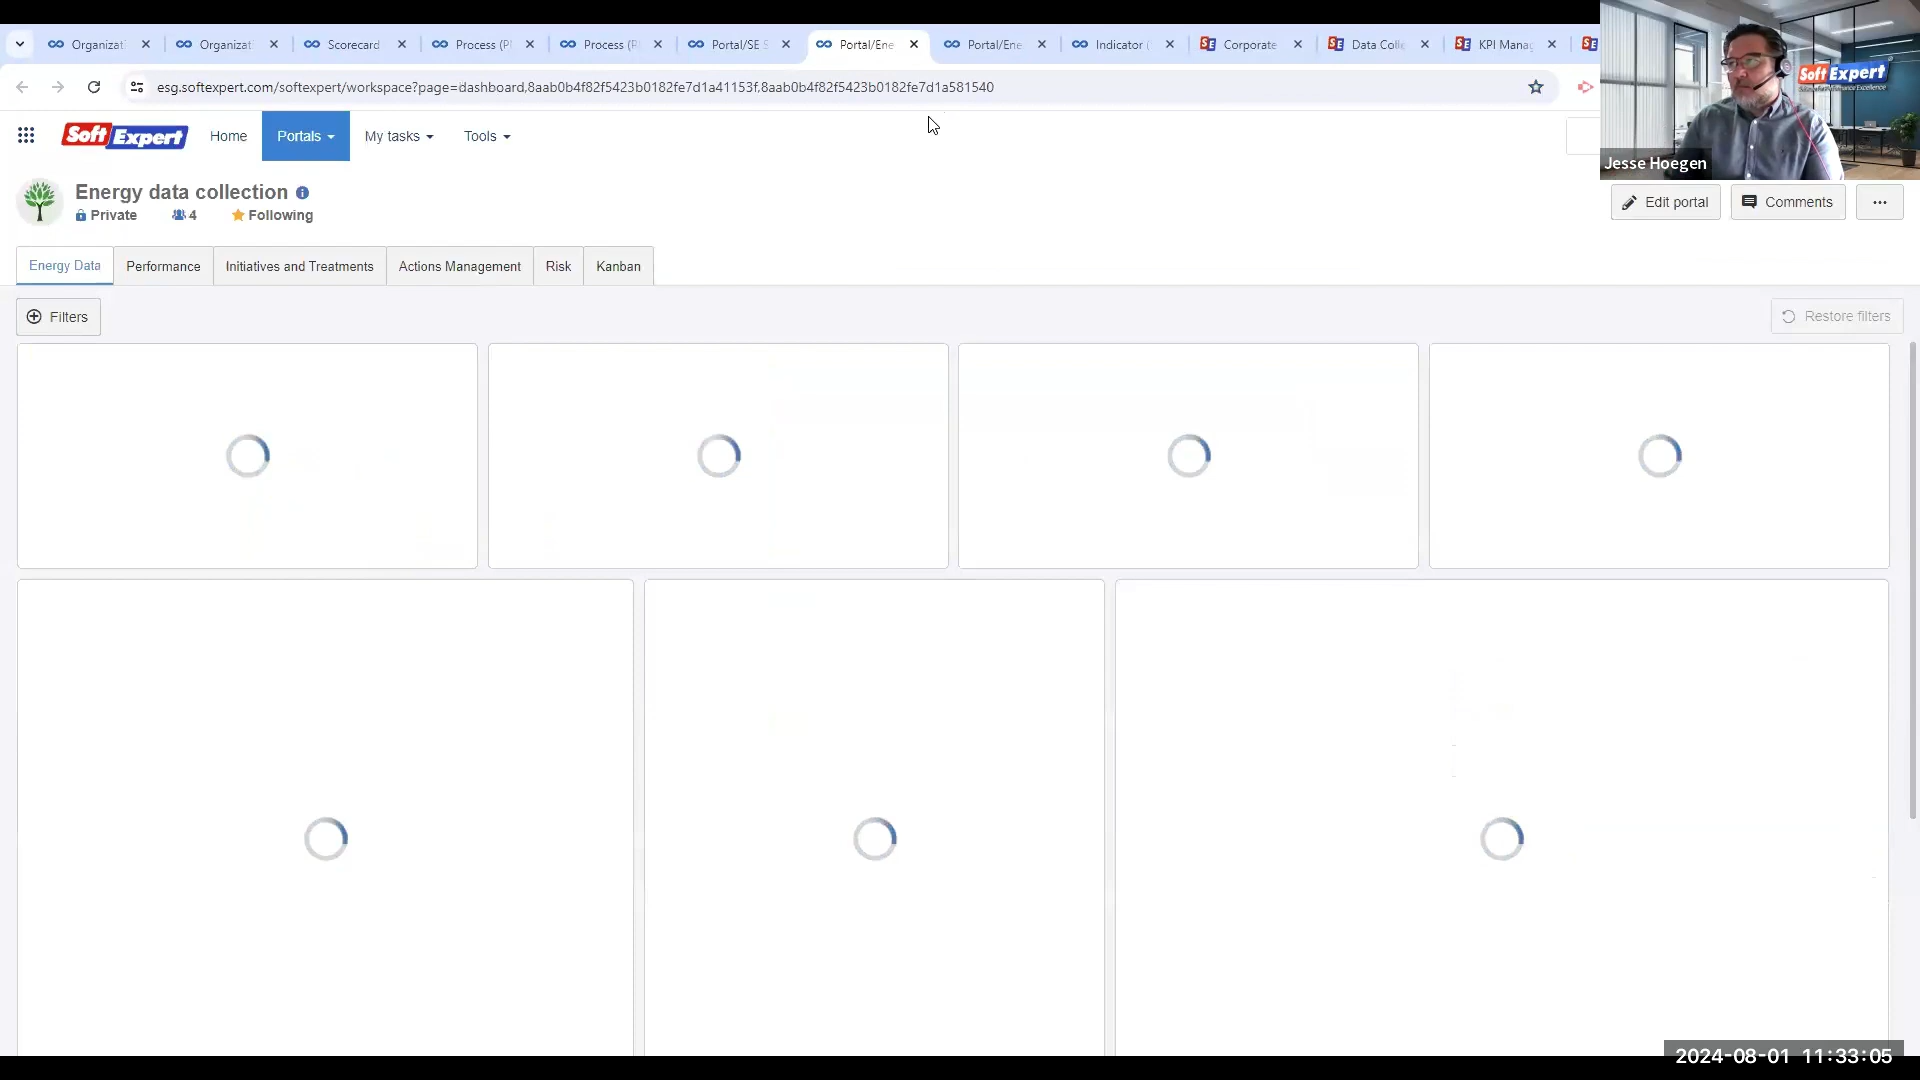 Organizat
Organizat
Scorecard
Process (P
Process (R
Portal/SE S
Portal/Ene
Portal/Ene
Indicator (
Corporate
Data Colle
KPI Manag
esg.softexpert.com/softexpert/workspace?page=dashboard,8aab0b4f82f5423b0182fe7d1a41153f,8aab0b4f82f5423b0182fe7d1a581540
SoftExpert
Home
Portals
My tasks
Tools
SoftExpert
Jesse Hoegen
Energy data collection
Private
4
Following
Edit portal
Comments
Energy Data
Performance
Initiatives and Treatments
Actions Management
Risk
Kanban
Filters
Restore filters
2024-08-01 11:33:05